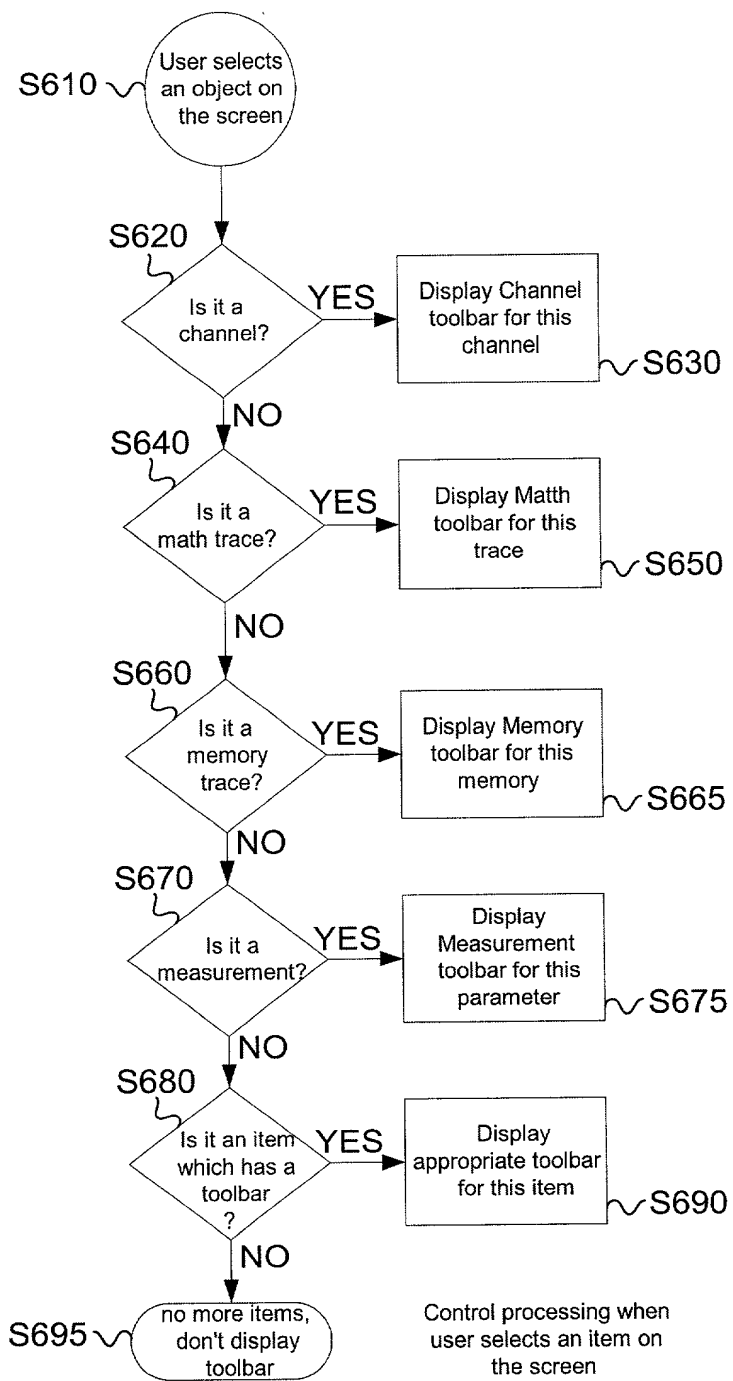 User selects
an object on
the screen
S610
S620
Is it a
channel?
YES
Display Channel
toolbar for this
channel
S630
NO
S640
Is it a
math trace?
YES
Display Matth
toolbar for this
trace
S650
NO
S660
Is it a
memory
trace?
YES
Display Memory
toolbar for this
memory
S665
NO
S670
Is it a
measurement?
YES
Display
Measurement
toolbar for this
parameter
S675
NO
S680
Is it an item
which has a
toolbar
?
YES
Display
appropriate toolbar
for this item
S690
NO
S695
no more items,
don't display
toolbar
Control processing when
user selects an item on
the screen